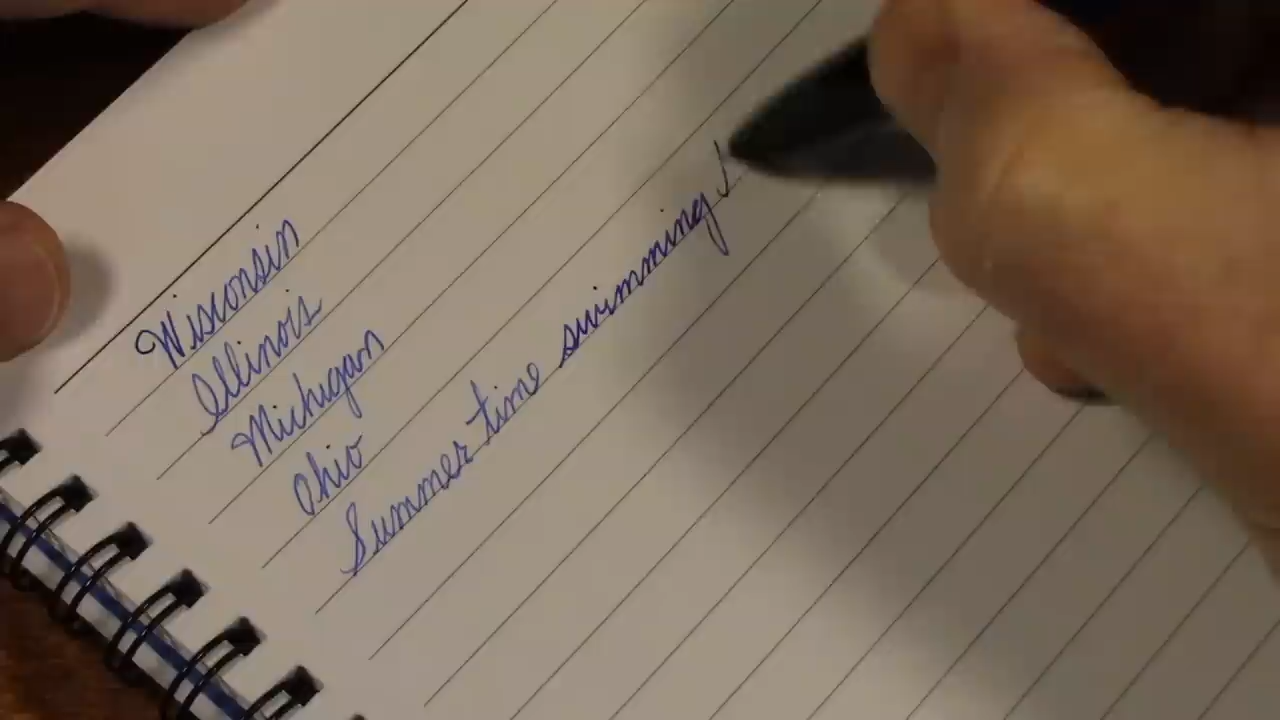 Wisconsin
Illinois
Michigan
Ohio
Summer time swimming